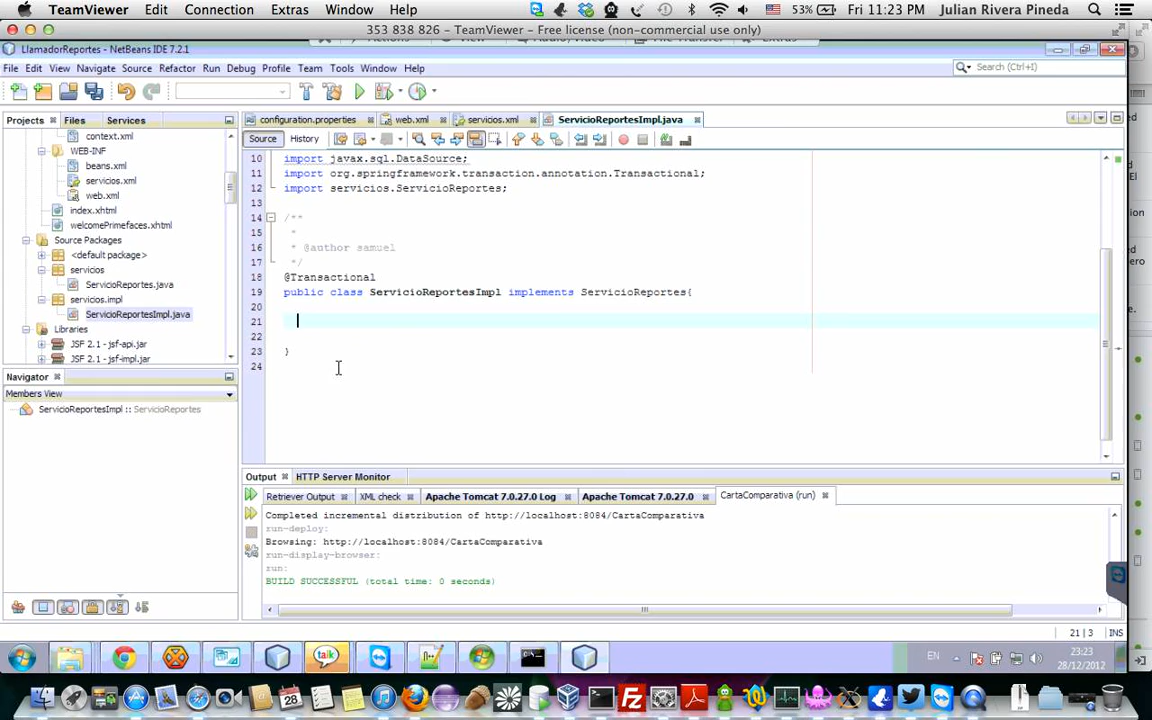 TeamViewer Edit Connection Extras Window Help 53% Fri 11:23 PM Julian Rivera Pineda
353 838 826 – TeamViewer – Free license (non-commercial use only)
LlamadorReportes - NetBeans IDE 7.2.1
File Edit View Navigate Source Refactor Run Debug Profile Team Tools Window Help
Search (Ctrl+I)
Projects Files Services
configuration.properties web.xml servicios.xml ServicioReportesImpl.java
Source History
context.xml
WEB-INF
beans.xml
servicios.xml
web.xml
index.xhtml
welcomePrimefaces.xhtml
Source Packages
<default package>
servicios
ServicioReportes.java
servicios.impl
ServicioReportesImpl.java
Libraries
JSF 2.1 - jsf-api.jar
JSF 2.1 - jsf-impl.jar
10 import javax.sql.DataSource;
11 import org.springframework.transaction.annotation.Transactional;
12 import servicios.ServicioReportes;
13
14 /**
15 *
16 * @author samuel
17 */
18 @Transactional
19 public class ServicioReportesImpl implements ServicioReportes{
20
21
22
23 }
24
Navigator
Members View
ServicioReportesImpl :: ServicioReportes
Output HTTP Server Monitor
Retriever Output XML check Apache Tomcat 7.0.27.0 Log Apache Tomcat 7.0.27.0 CartaComparativa (run)
Completed incremental distribution of http://localhost:8084/CartaComparativa
run-deploy:
Browsing: http://localhost:8084/CartaComparativa
run-display-browser:
run:
BUILD SUCCESSFUL (total time: 0 seconds)
21 | 3 INS
talk
EN
23:23
28/12/2012
28